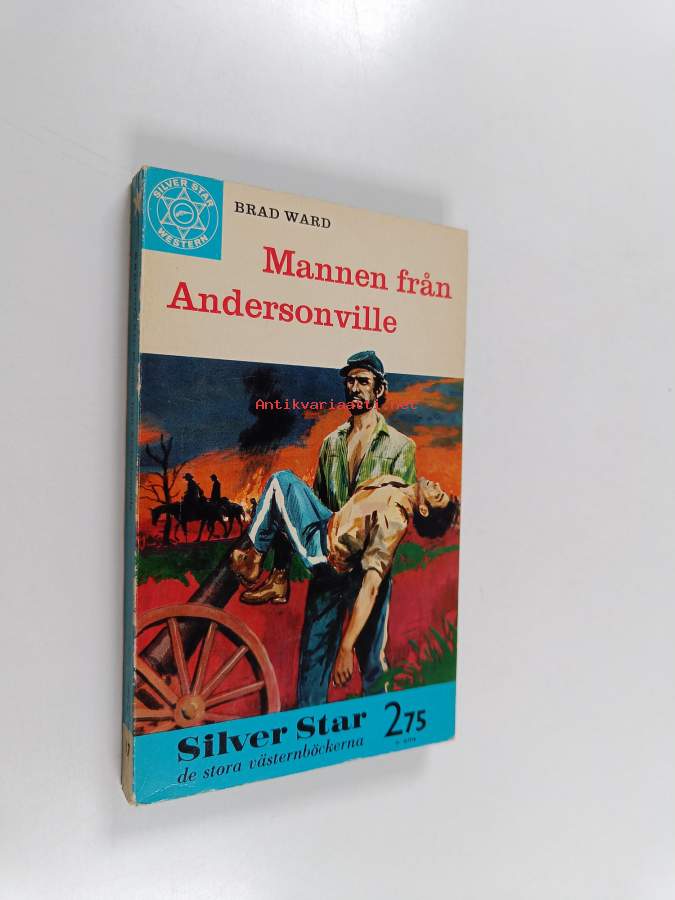 SILVER STAR
WESTERN
BRAD WARD
Mannen från
Andersonville
Antikvariaatti.net
Silver Star 2 75
de stora västernböckerna